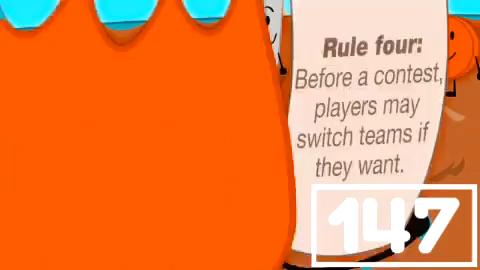 Rule four:
Before a contest,
players may
switch teams if
they want.
147